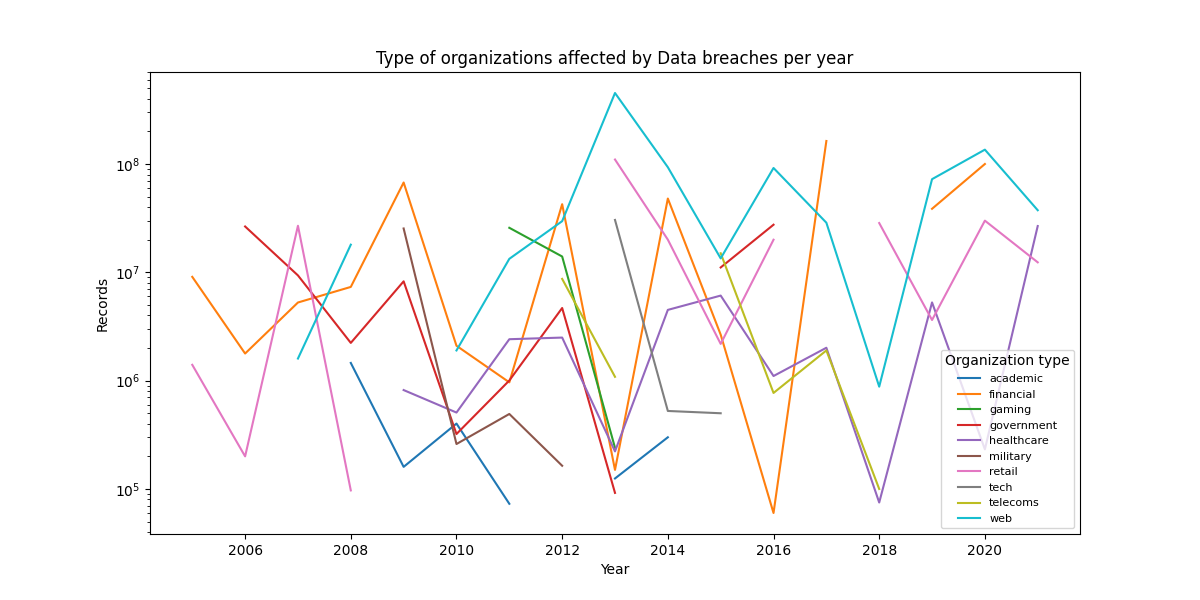 Type of organizations affected by Data breaches per year
Records
10^8
10^7
10^6
10^5
2006 2008 2010 2012 2014 2016 2018 2020
Year
Organization type
academic
financial
gaming
government
healthcare
military
retail
tech
telecoms
web